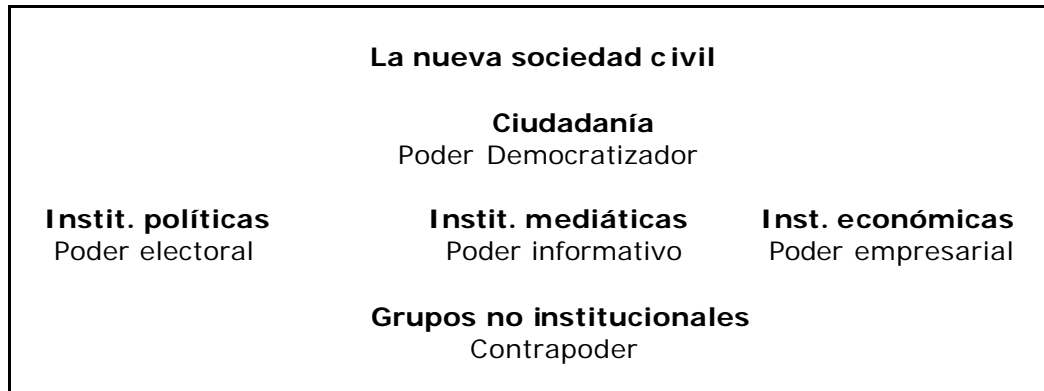 La nueva sociedad civil
Ciudadanía
Poder Democratizador
Instit. políticas Instit. mediáticas Inst. económicas
Poder electoral Poder informativo Poder empresarial
Grupos no institucionales
Contrapoder